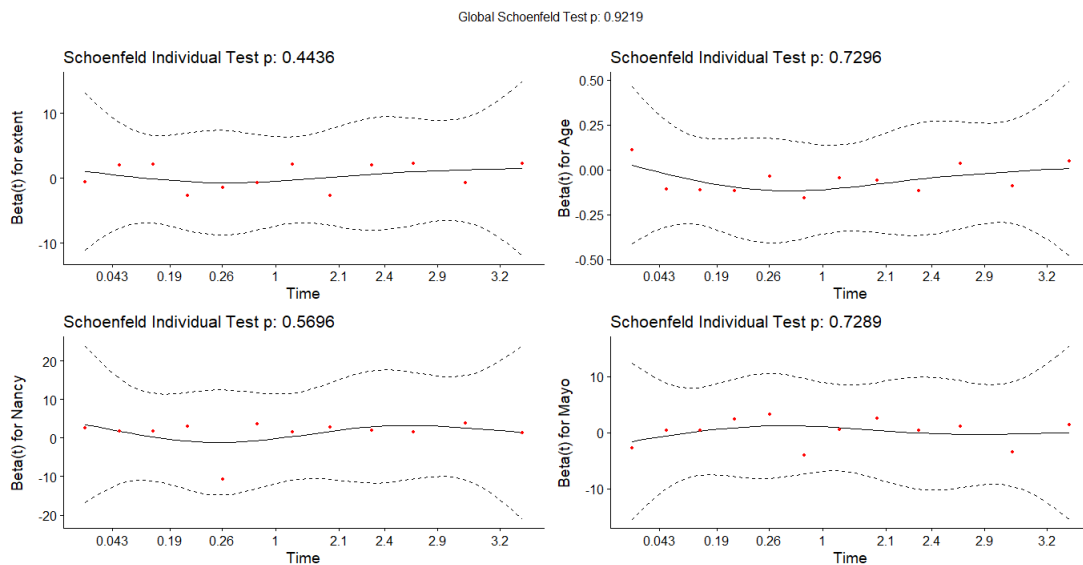 Global Schoenfeld Test p: 0.9219
Schoenfeld Individual Test p: 0.4436
10
0
-10
Beta(t) for extent
0.043 0.19 0.26 1 2.1 2.4 2.9 3.2
Time
Schoenfeld Individual Test p: 0.7296
0.50
0.25
0.00
-0.25
-0.50
Beta(t) for Age
0.043 0.19 0.26 1 2.1 2.4 2.9 3.2
Time
Schoenfeld Individual Test p: 0.5696
20
10
0
-10
-20
Beta(t) for Nancy
0.043 0.19 0.26 1 2.1 2.4 2.9 3.2
Time
Schoenfeld Individual Test p: 0.7289
10
0
-10
Beta(t) for Mayo
0.043 0.19 0.26 1 2.1 2.4 2.9 3.2
Time